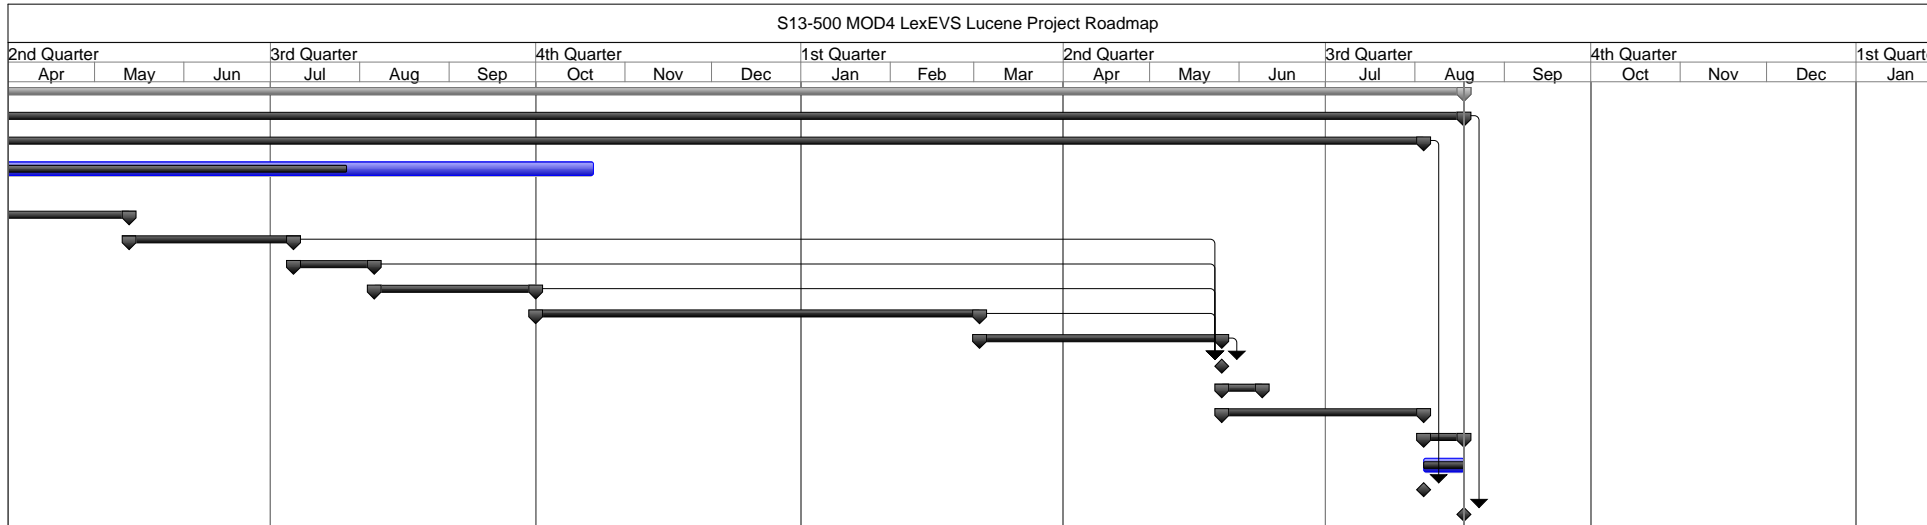 S13-500 MOD4 LexEVS Lucene Project Roadmap
2nd Quarter 3rd Quarter 4th Quarter 1st Quarter 2nd Quarter 3rd Quarter 4th Quarter 1st Quart
Apr May Jun Jul Aug Sep Oct Nov Dec Jan Feb Mar Apr May Jun Jul Aug Sep Oct Nov Dec Jan